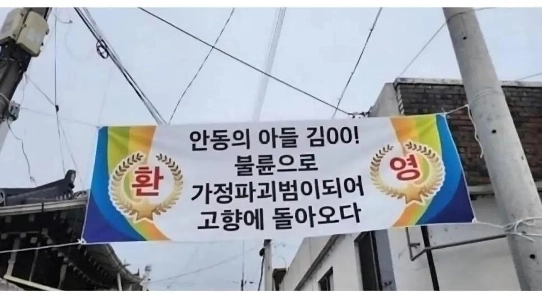 환
안동의 아들 김OO!
불륜으로
가정파괴범이되어
고향에 돌아오다
영